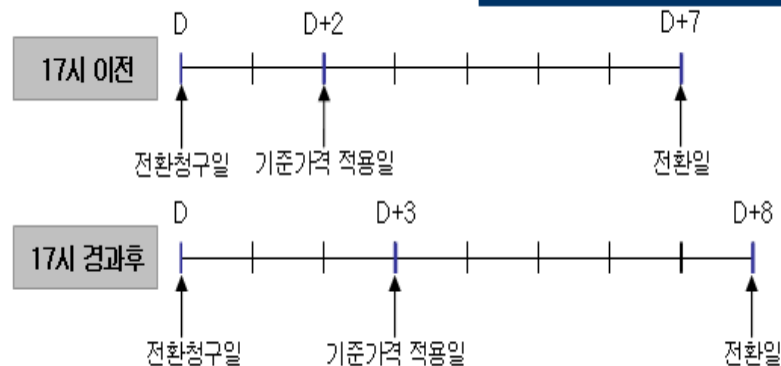 D D+2 D+7
17시 이전
전환청구일 기준가격 적용일 전환일
D D+3 D+8
17시 경과후
전환청구일 기준가격 적용일 전환일